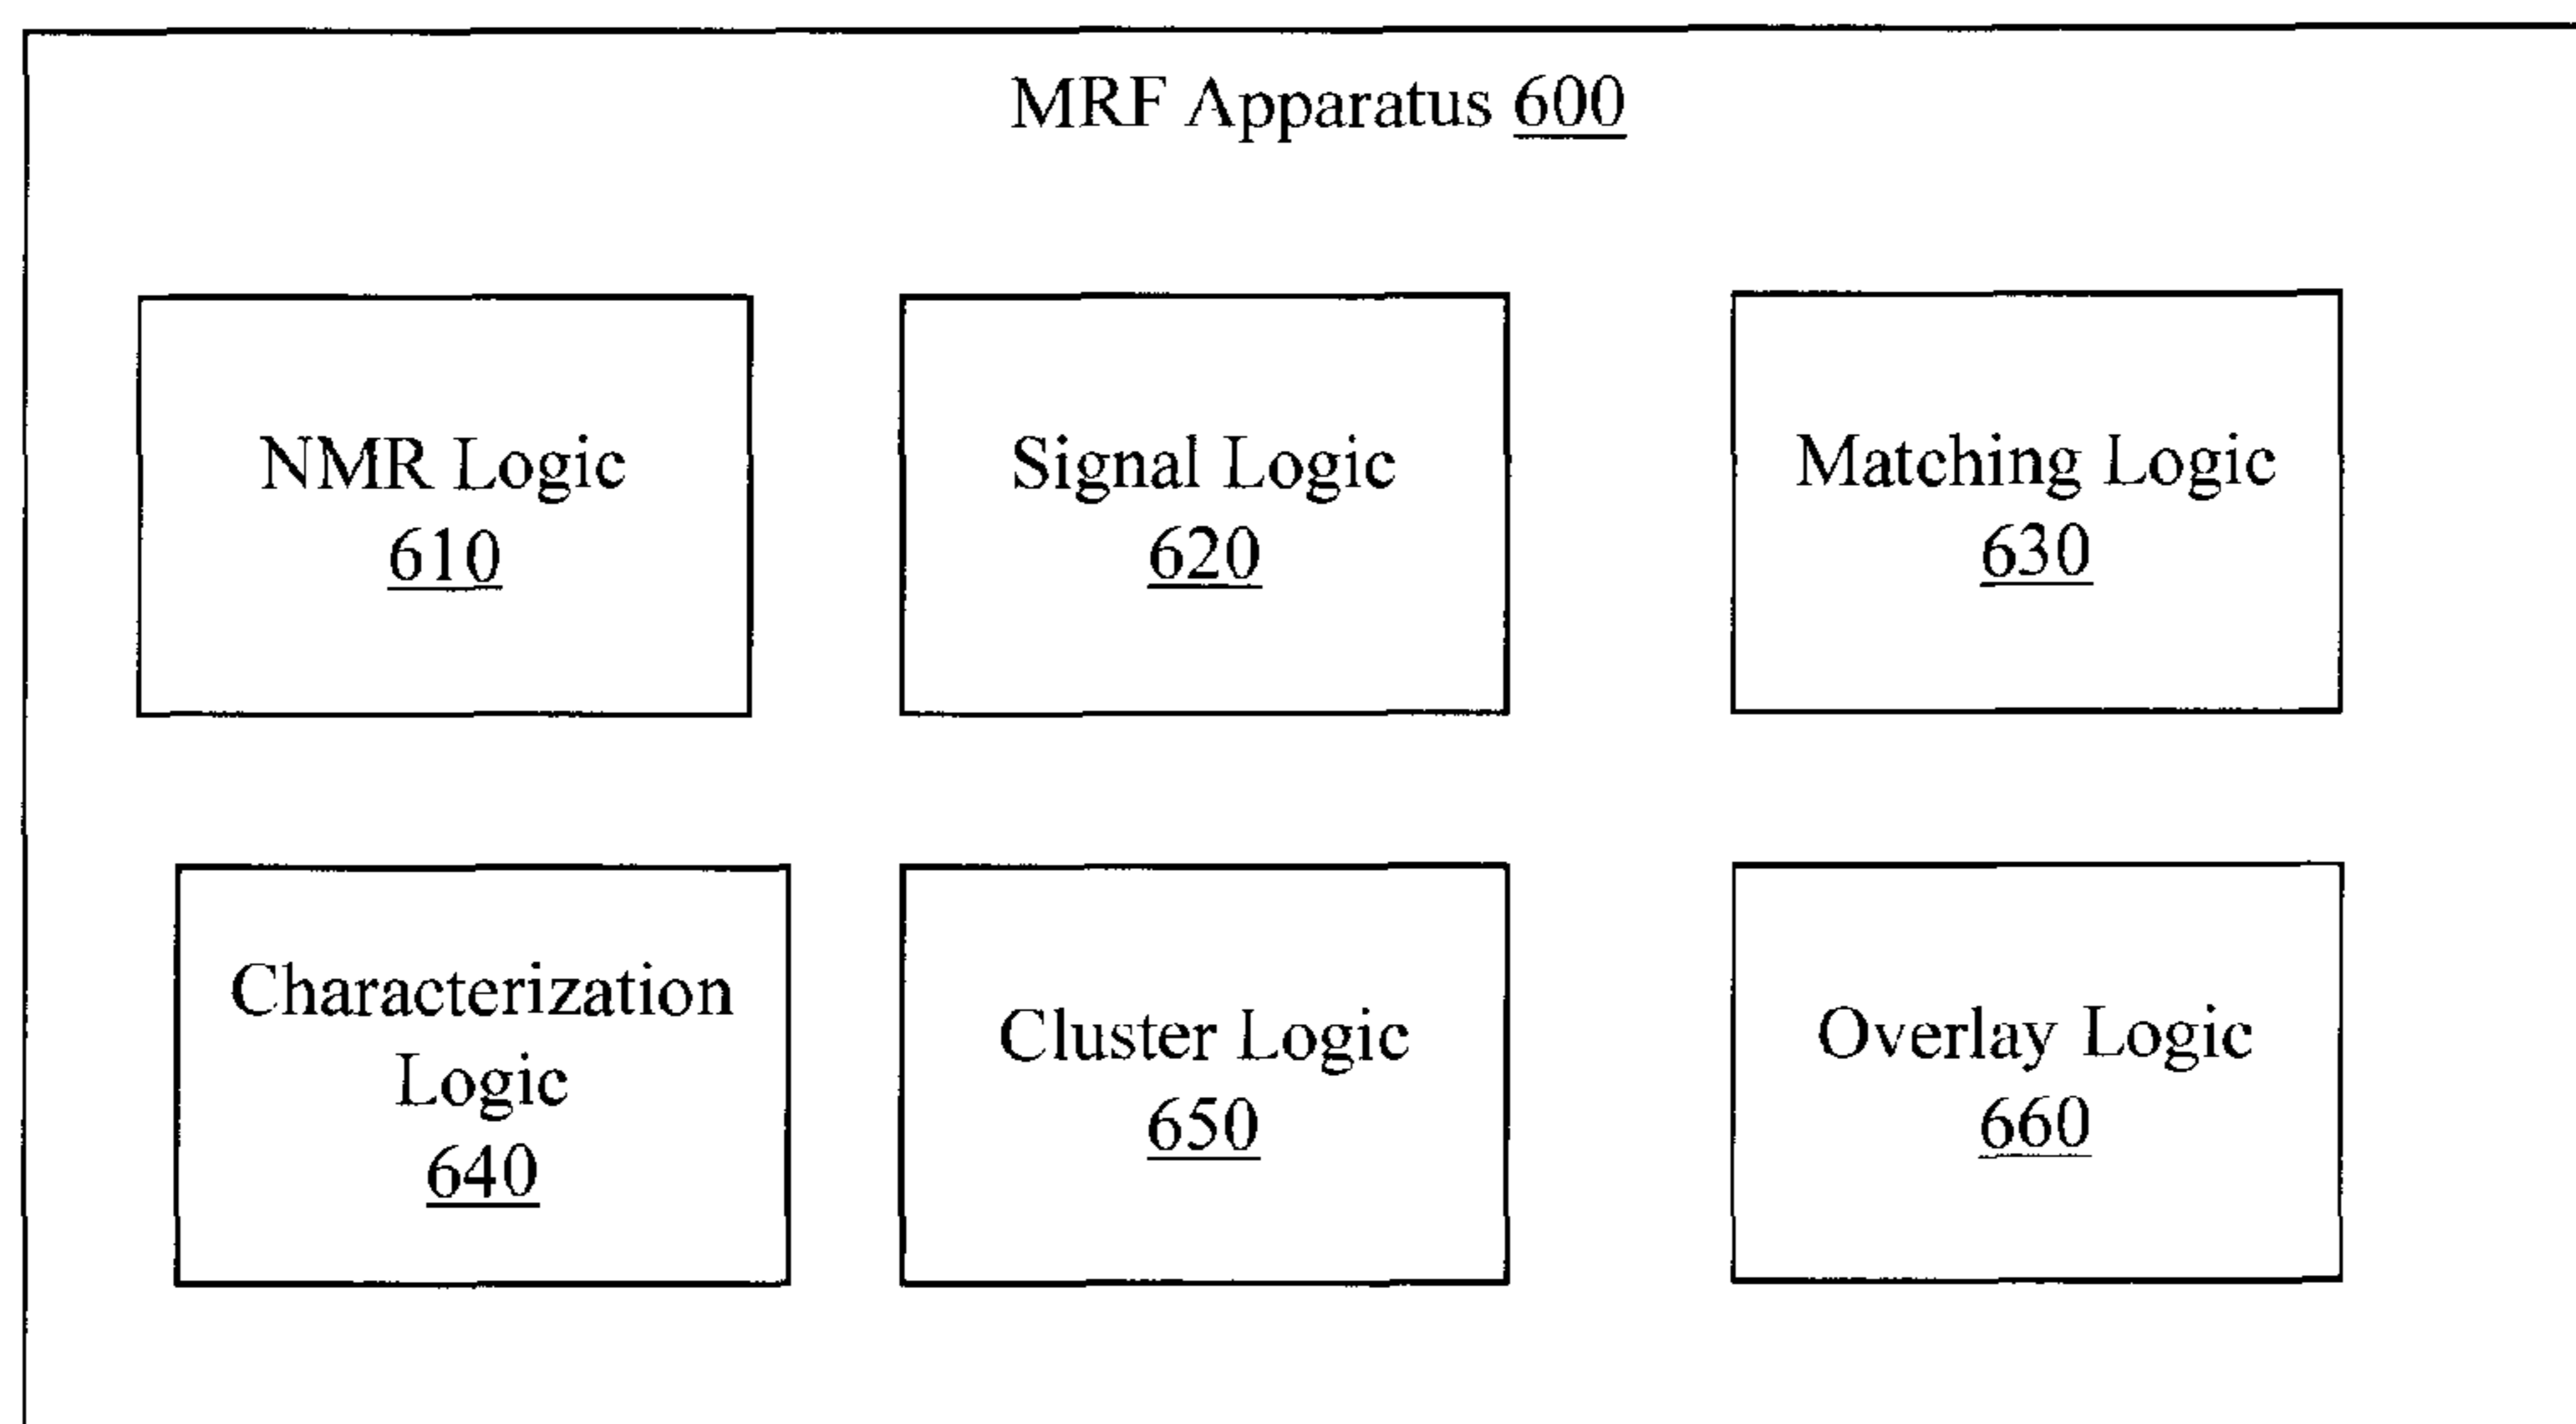 MRF Apparatus 600
NMR Logic
610
Signal Logic
620
Matching Logic
630
Characterization
Logic
640
Cluster Logic
650
Overlay Logic
660